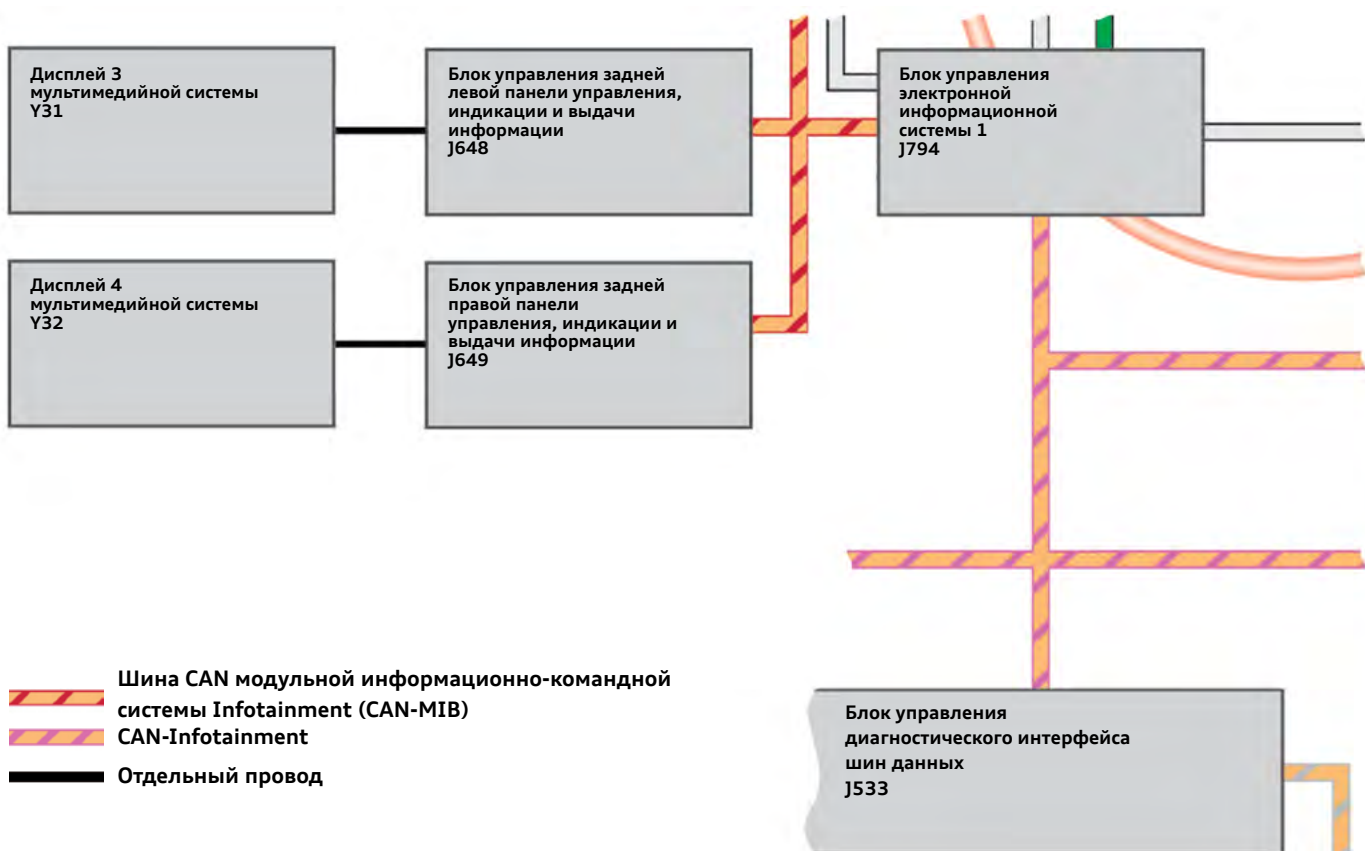 Дисплей 3
мультимедийной системы
Y31
Блок управления задней
левой панели управления,
индикации и выдачи
информации
J648
Блок управления
электронной
информационной
системы 1
J794
Дисплей 4
мультимедийной системы
Y32
Блок управления задней
правой панели
управления, индикации и
выдачи информации
J649
Шина CAN модульной информационно-командной
системы Infotainment (CAN-MIB)
CAN-Infotainment
Отдельный провод
Блок управления
диагностического интерфейса
шин данных
J533